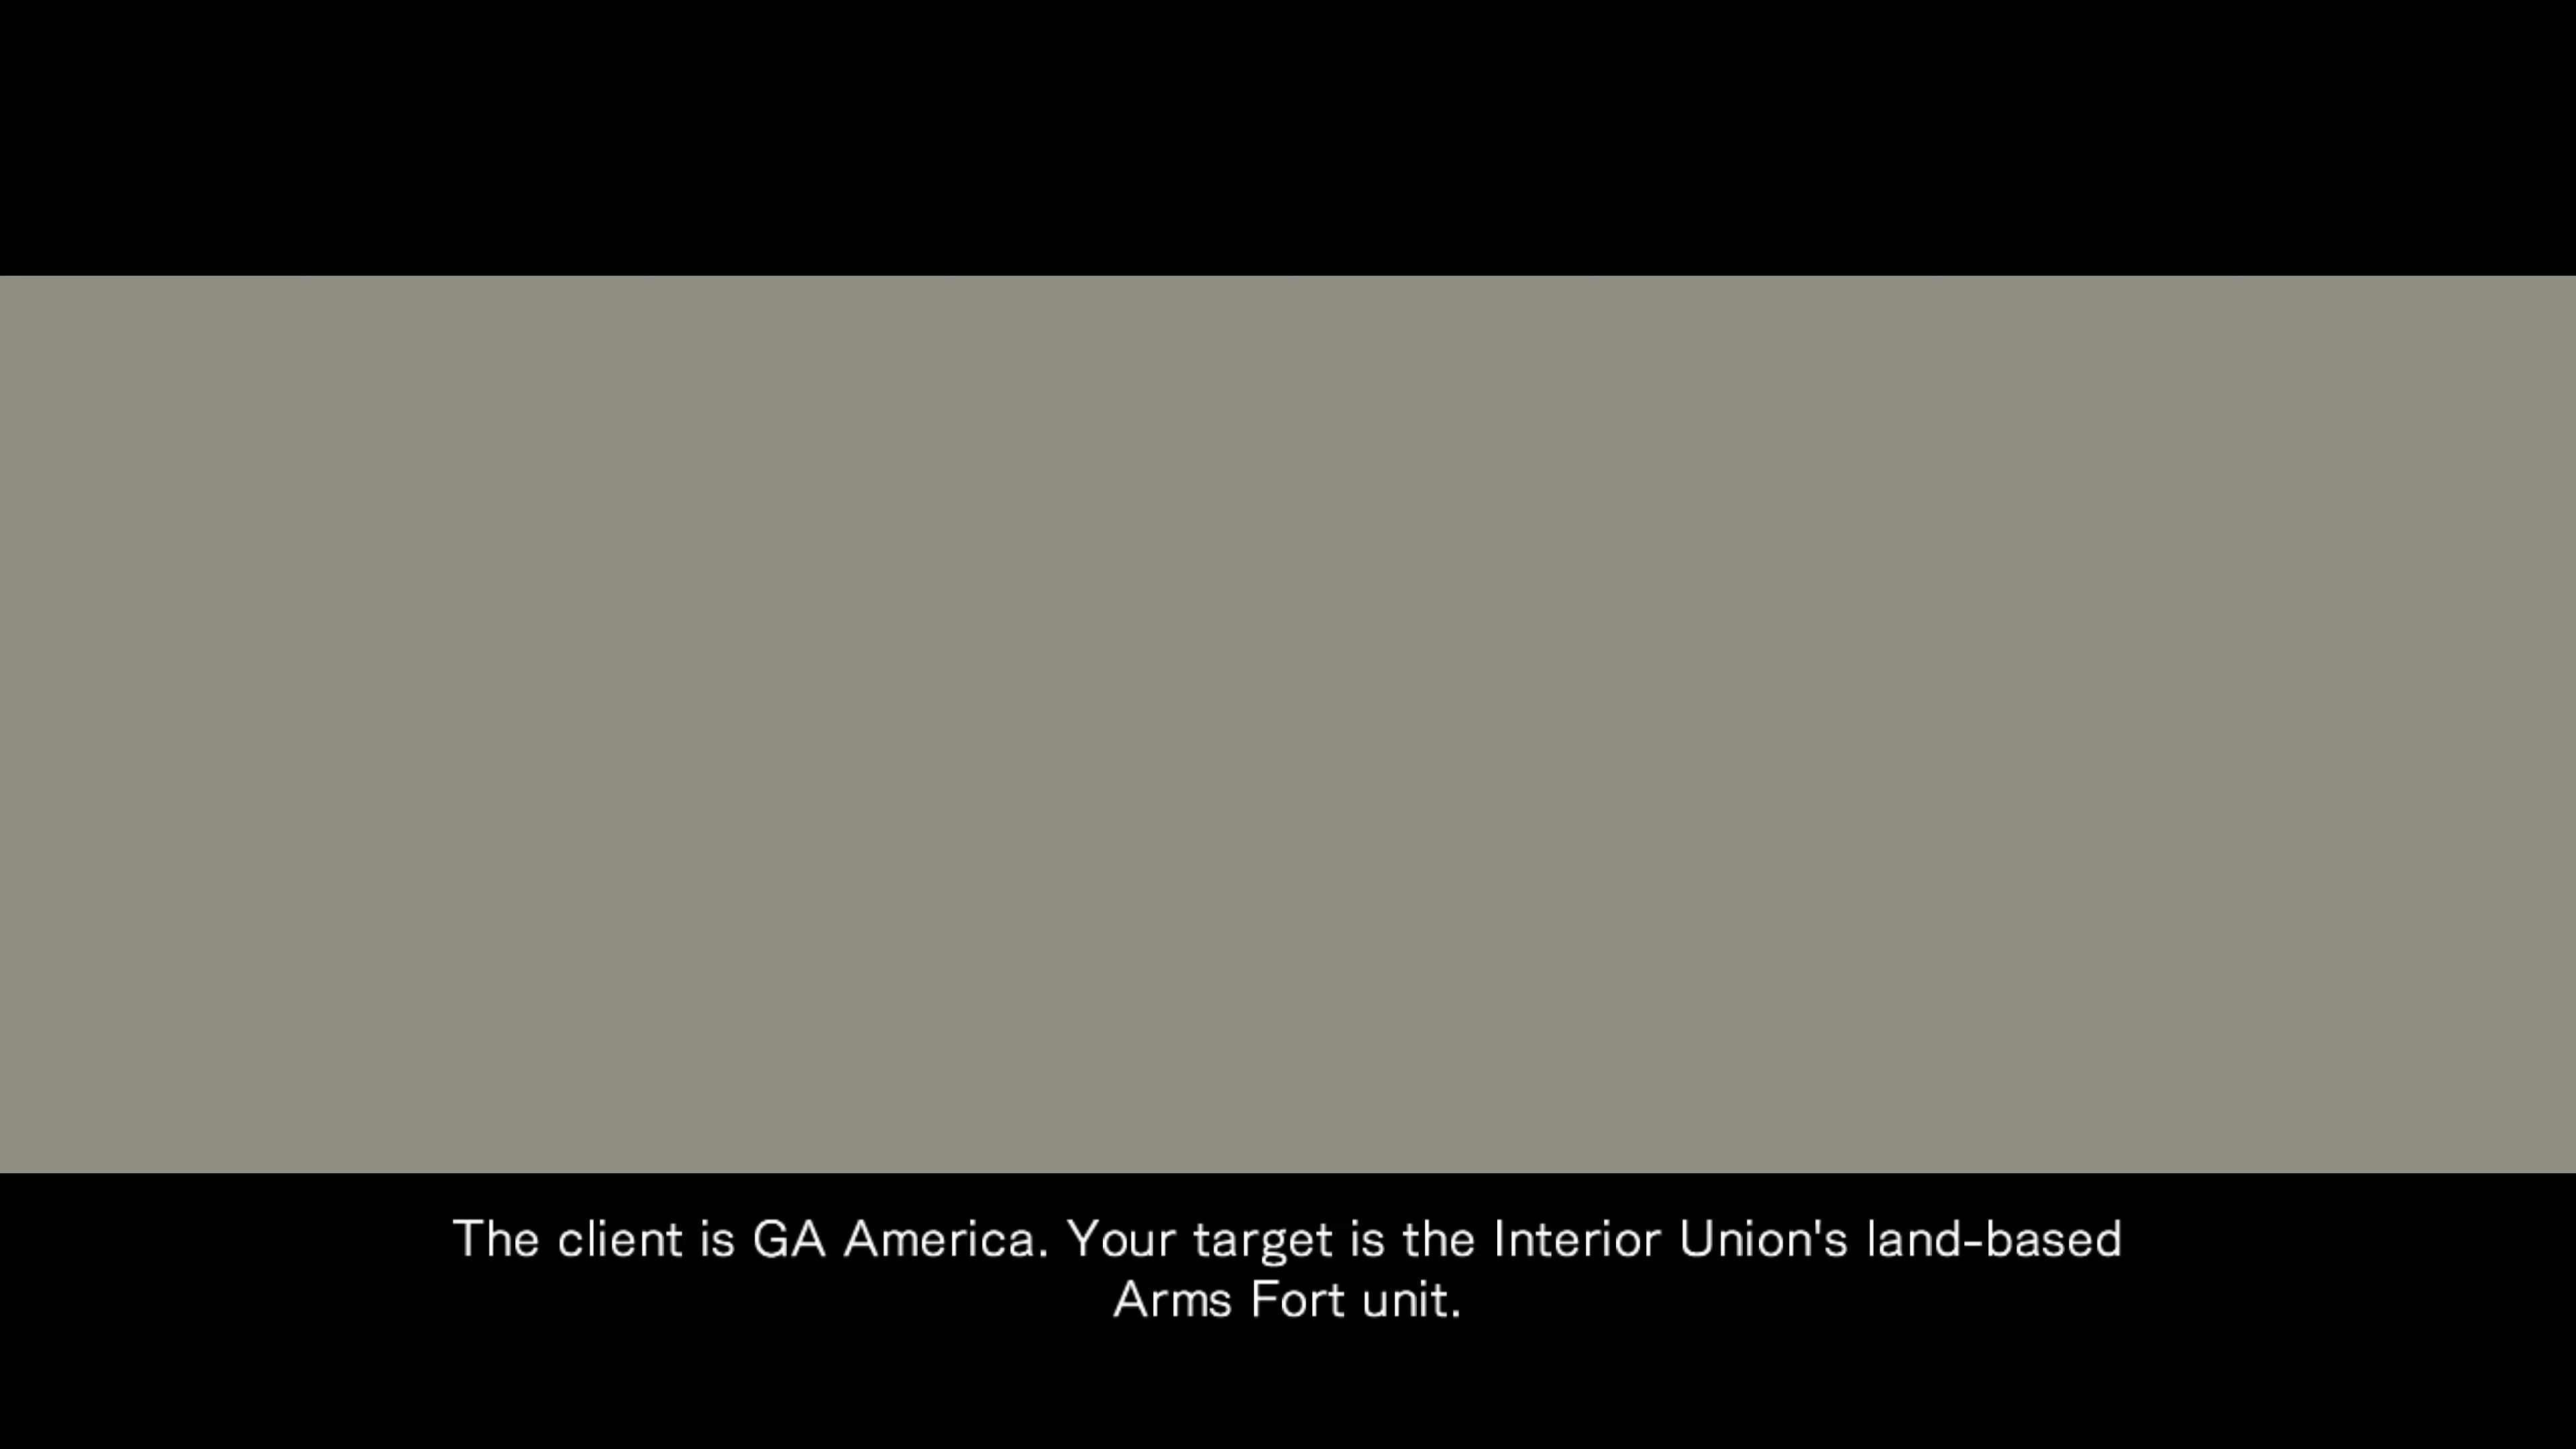 The client is GA America. Your target is the Interior Union's land-based
Arms Fort unit.